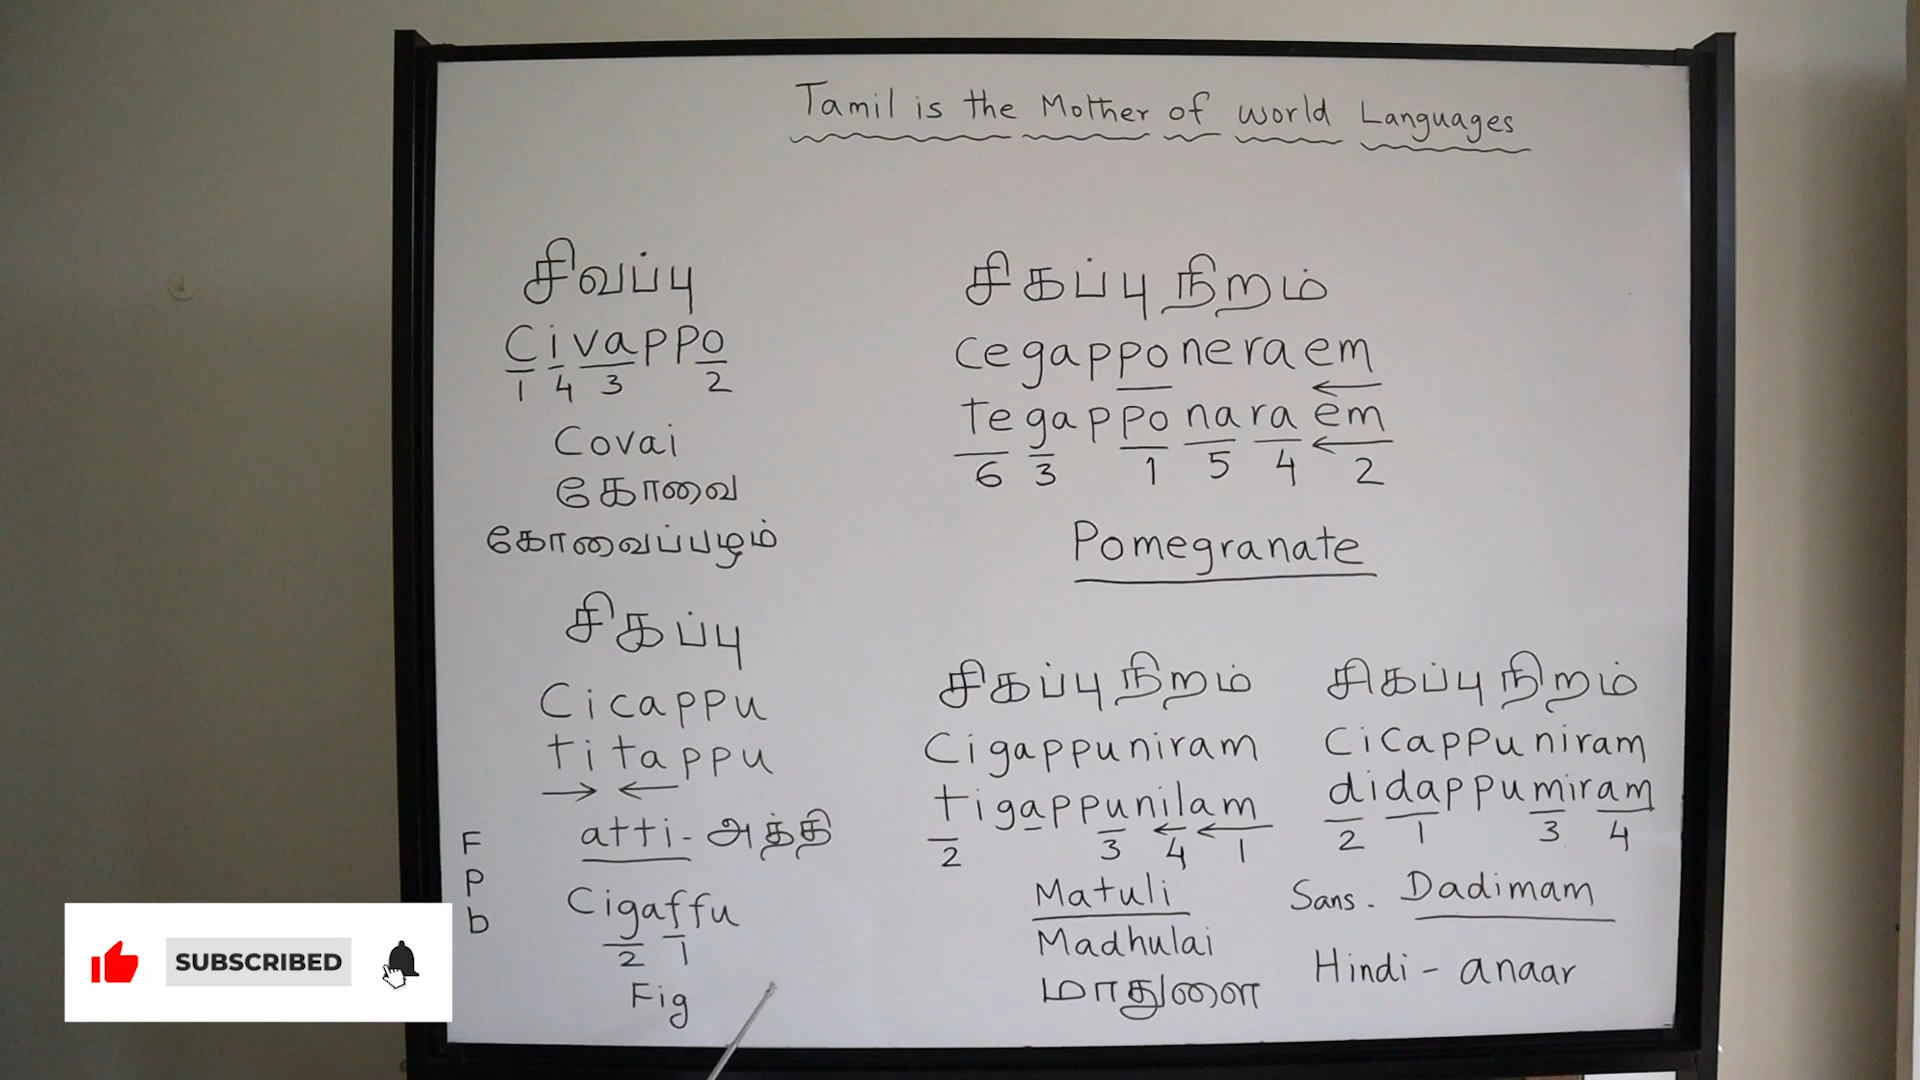 Tamil is the Mother of world Languages
சிவப்பு
Civappo
1 4 3 2
Covai
கோவை
கோவைப்பழம்
சிகப்பு
Cicappu
titappu
atti - அத்தி
F
P
b
Cigaffu
2 1
Fig
சிகப்பு நிறம்
cegapponeraem
tegapponaraem
6 3 1 5 4 2
Pomegranate
சிகப்பு நிறம்
Cigappuniram
tigappunilam
2 3 4 1
Matuli
Madhulai
மாதுளை
சிகப்பு நிறம்
Cicappuniram
didappumiram
2 1 3 4
Sans. Dadimam
Hindi - anaar
SUBSCRIBED